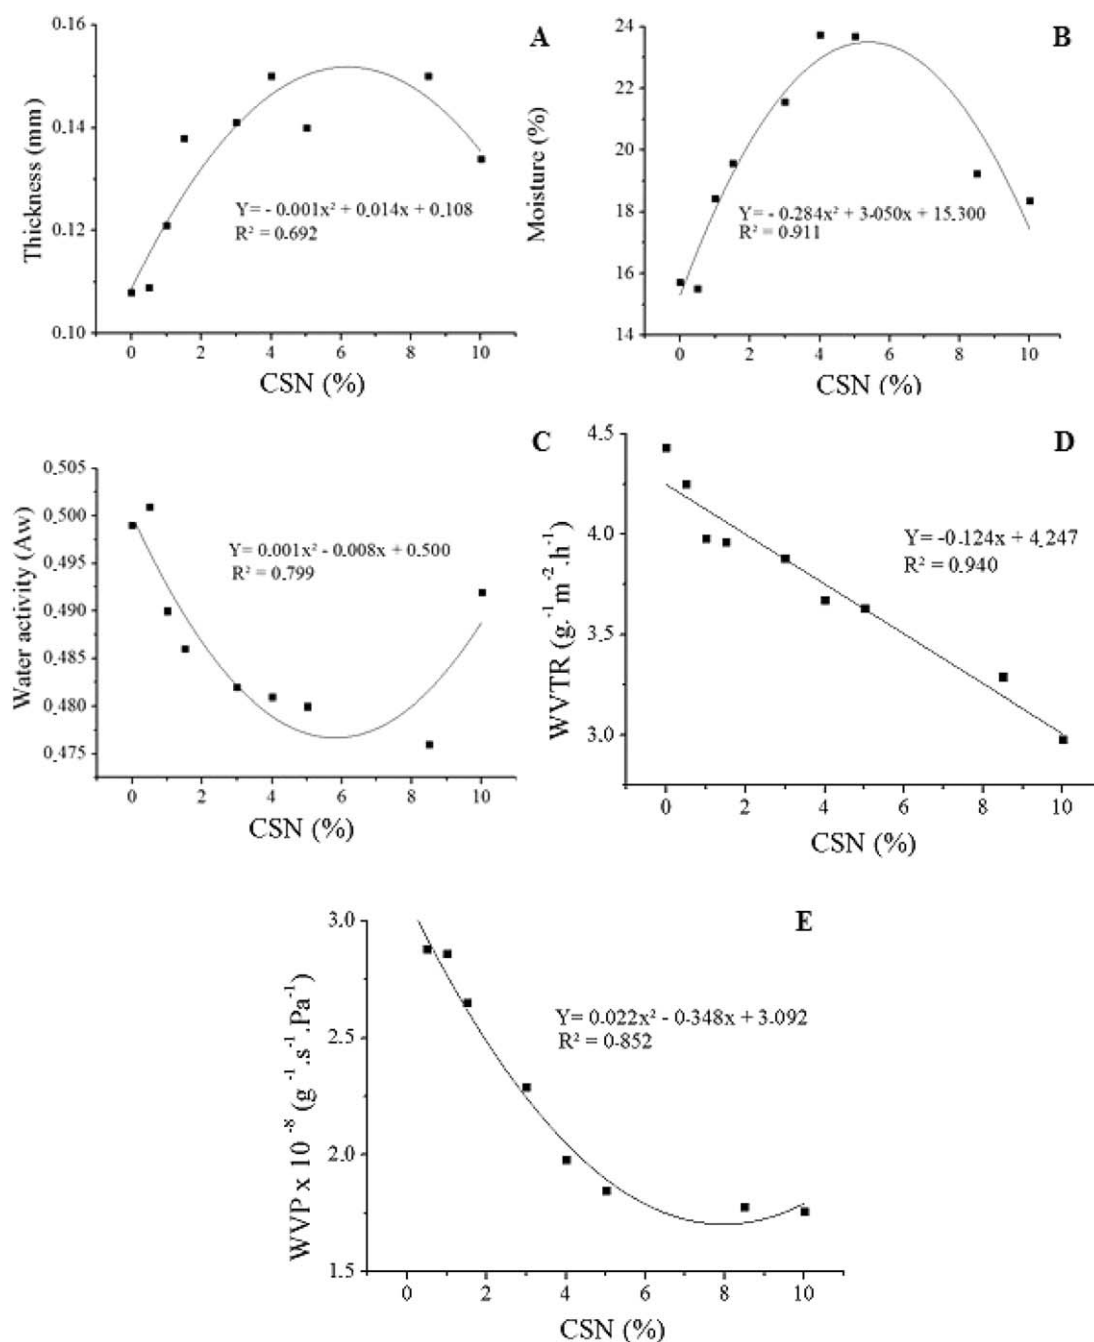 A
Thickness (mm)
0.16
0.14
0.12
0.10
Y= - 0.001x² + 0.014x + 0.108
R² = 0.692
0 2 4 6 8 10
CSN (%)
B
Moisture (%)
24
22
20
18
16
14
Y= - 0.284x² + 3.050x + 15.300
R² = 0.911
0 2 4 6 8 10
CSN (%)
C
Water activity (Aw)
0.505
0.500
0.495
0.490
0.485
0.480
0.475
Y= 0.001x² - 0.008x + 0.500
R² = 0.799
0 2 4 6 8 10
CSN (%)
D
WVTR (g.⁻¹m⁻².h⁻¹)
4.5
4.0
3.5
3.0
Y= -0.124x + 4.247
R² = 0.940
0 2 4 6 8 10
CSN (%)
E
WVP x 10⁻⁸ (g⁻¹.s⁻¹.Pa⁻¹)
3.0
2.5
2.0
1.5
Y= 0.022x² - 0.348x + 3.092
R² = 0.852
0 2 4 6 8 10
CSN (%)